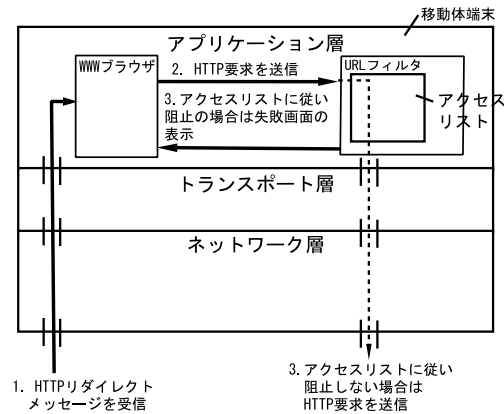 移動体端末
アプリケーション層
WWWブラウザ
2. HTTP要求を送信
URLフィルタ
3.アクセスリストに従い
阻止の場合は失敗画面の
表示
アクセス
リスト
トランスポート層
ネットワーク層
1. HTTPリダイレクト
メッセージを受信
3.アクセスリストに従い
阻止しない場合は
HTTP要求を送信